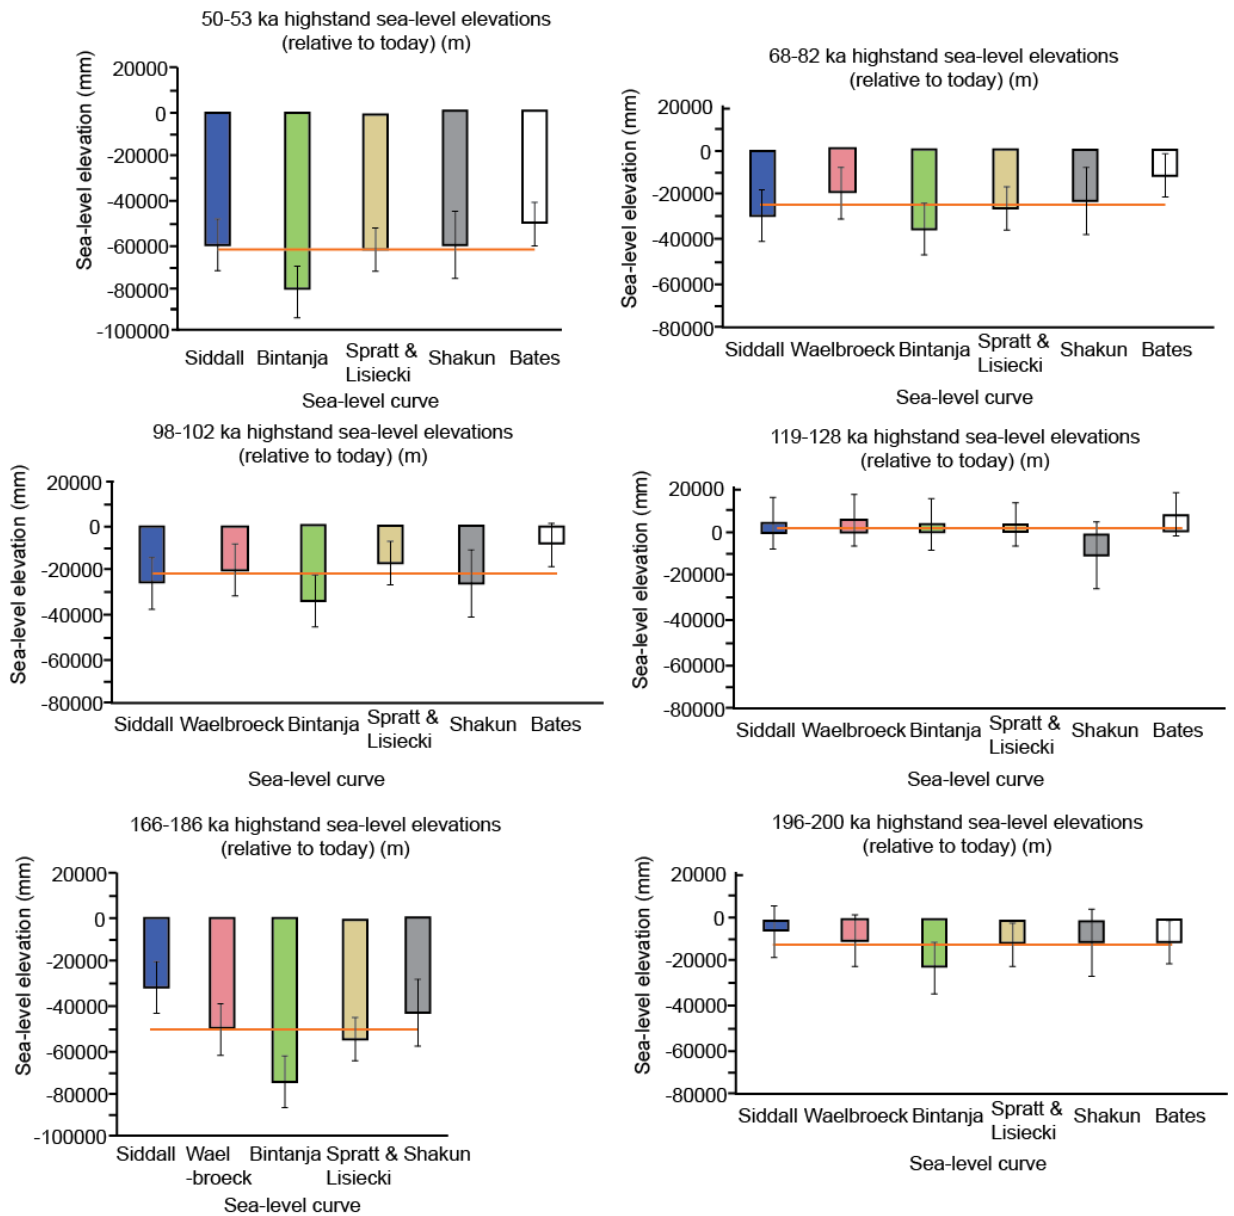 50-53 ka highstand sea-level elevations
(relative to today) (m)
Sea-level elevation (mm)
20000
0
-20000
-40000
-60000
-80000
-100000
Siddall
Bintanja
Spratt &
Lisiecki
Shakun
Bates
Sea-level curve
68-82 ka highstand sea-level elevations
(relative to today) (m)
Sea-level elevation (mm)
20000
0
-20000
-40000
-60000
-80000
Siddall
Waelbroeck
Bintanja
Spratt &
Lisiecki
Shakun
Bates
Sea-level curve
98-102 ka highstand sea-level elevations
(relative to today) (m)
Sea-level elevation (mm)
20000
0
-20000
-40000
-60000
-80000
Siddall
Waelbroeck
Bintanja
Spratt &
Lisiecki
Shakun
Bates
Sea-level curve
119-128 ka highstand sea-level elevations
(relative to today) (m)
Sea-level elevation (mm)
20000
0
-20000
-40000
-60000
-80000
Siddall
Waelbroeck
Bintanja
Spratt &
Lisiecki
Shakun
Bates
Sea-level curve
166-186 ka highstand sea-level elevations
(relative to today) (m)
Sea-level elevation (mm)
20000
0
-20000
-40000
-60000
-80000
-100000
Siddall
Wael
-broeck
Bintanja
Spratt &
Lisiecki
Shakun
Sea-level curve
196-200 ka highstand sea-level elevations
(relative to today) (m)
Sea-level elevation (mm)
20000
0
-20000
-40000
-60000
-80000
Siddall
Waelbroeck
Bintanja
Spratt &
Lisiecki
Shakun
Bates
Sea-level curve